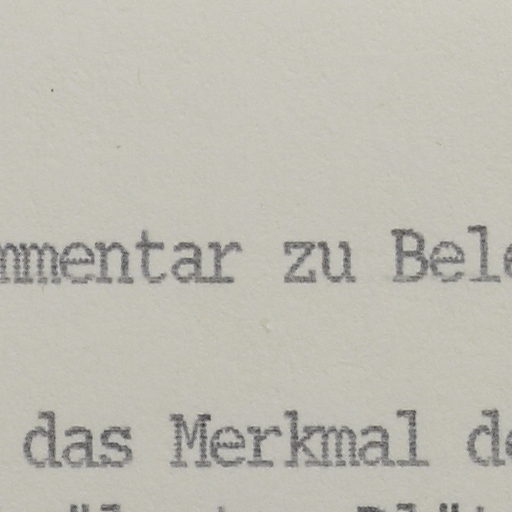 mmentar zu Bele
das Merkmal de